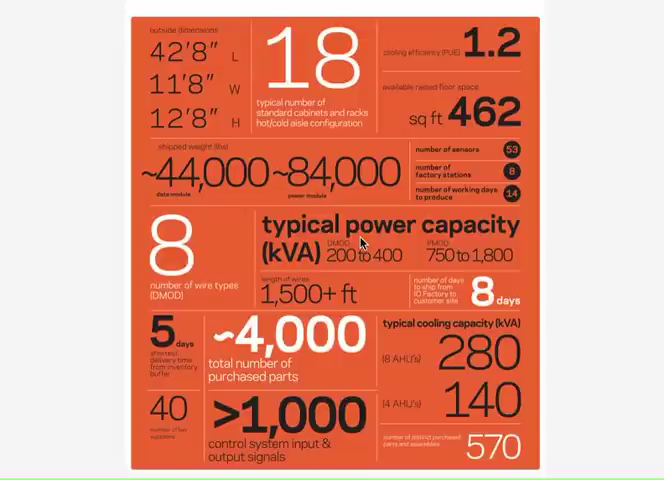 outside dimensions
42'8" L
11'8" W
12'8" H
18
typical number of
standard cabinets and racks
hot/cold aisle configuration
cooling efficiency (PUE) 1.2
available raised floor space
sq ft 462
shipped weight (lbs)
~44,000
data module
~84,000
power module
number of sensors 53
number of
factory stations 8
number of working days
to produce 14
8
number of wire types
(DMOD)
typical power capacity
(kVA) DMOD: 200 to 400 PMOD: 750 to 1,800
length of wires
1,500+ ft
number of days
to ship from
IO Factory to
customer site
8 days
5 days
shortest
delivery time
from inventory
buffer
~4,000
total number of
purchased parts
typical cooling capacity (kVA)
(8 AHU's) 280
(4 AHU's) 140
40
number of key
suppliers
>1,000
control system input &
output signals
number of distinct purchased
parts and assemblies
570